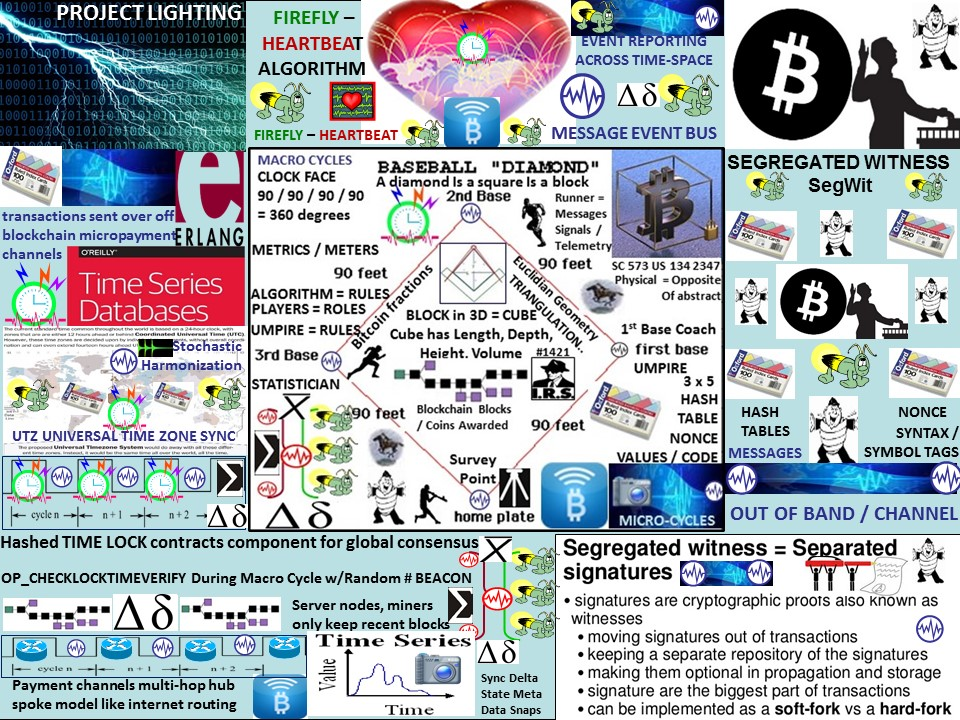 PROJECT LIGHTING
FIREFLY –
HEARTBEAT
ALGORITHM
FIREFLY – HEARTBEAT
EVENT REPORTING
ACROSS TIME-SPACE
Δδ
MESSAGE EVENT BUS
transactions sent over off
blockchain micropayment
channels
e
ERLANG
O'REILLY
Time Series
Databases
Stochastic
Harmonization
UTZ UNIVERSAL TIME ZONE SYNC
cycle n
n + 1
n + 2
Σ
Δδ
MACRO CYCLES
CLOCK FACE
90 / 90 / 90 / 90
= 360 degrees
METRICS / METERS
90 feet
ALGORITHM = RULES
PLAYERS = ROLES
UMPIRE = RULES
3rd Base
STATISTICIAN
BASEBALL "DIAMOND"
A diamond Is a square Is a block
2nd Base
Runner =
Messages
Signals /
Telemetry
90 feet
SC 573 US 134 2347
Physical = Opposite
Of abstract
Bitcoin fractions
Euclidian Geometry
TRIANGULATION..
BLOCK in 3D = CUBE
Cube has Length, Depth,
Height. Volume
#1421
I.R.S.
1st Base Coach
first base
UMPIRE
3 x 5
HASH
TABLE
NONCE
VALUES / CODE
Blockchain Blocks
/ Coins Awarded
90 feet
90 feet
Survey
Point
home plate
Σ
Δδ
MICRO-CYCLES
SEGREGATED WITNESS
SegWit
Oxford
100
Index Cards
HASH
TABLES
MESSAGES
NONCE
SYNTAX /
SYMBOL TAGS
OUT OF BAND / CHANNEL
Hashed TIME LOCK contracts component for global consensus
OP_CHECKLOCKTIMEVERIFY During Macro Cycle w/Random # BEACON
Δδ
Server nodes, miners
only keep recent blocks
cycle n
n + 1
n + 2
Payment channels multi-hop hub
spoke model like internet routing
Time Series
Value
Time
Σ
Δδ
Sync Delta
State Meta
Data Snaps
Segregated witness = Separated
signatures
• signatures are cryptographic proofs also known as
witnesses
• moving signatures out of transactions
• keeping a separate repository of the signatures
• making them optional in propagation and storage
• signature are the biggest part of transactions
• can be implemented as a soft-fork vs a hard-fork